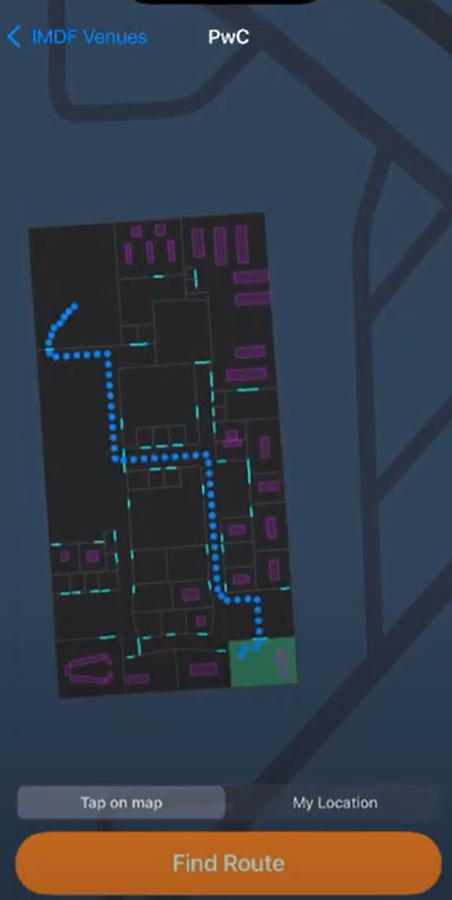 IMDF Venues
PwC
Tap on map
My Location
Find Route